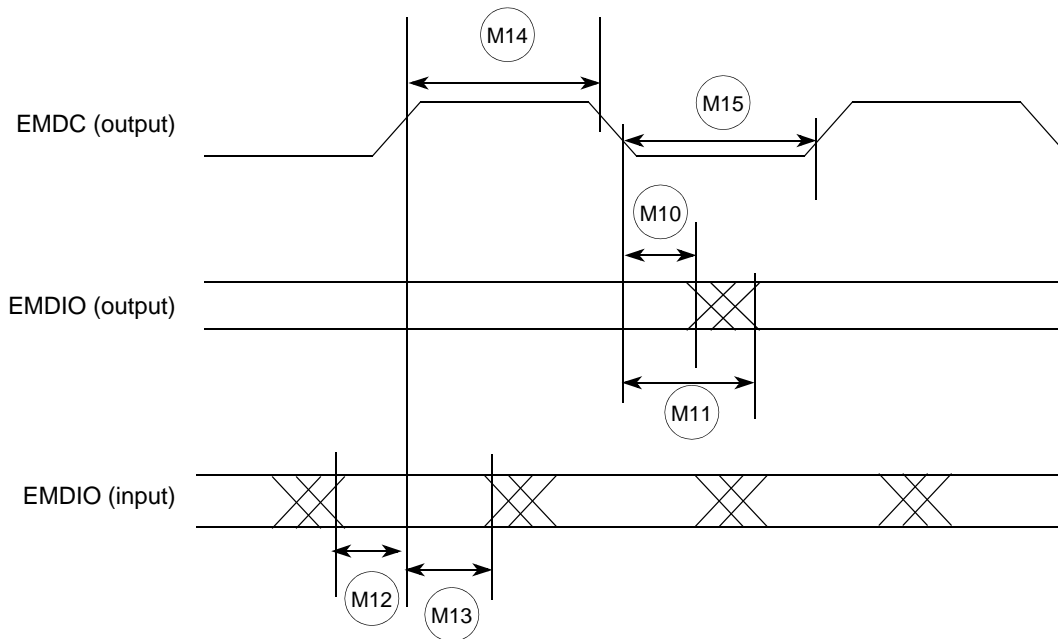 M14
M15
EMDC (output)
M10
EMDIO (output)
M11
EMDIO (input)
M12
M13